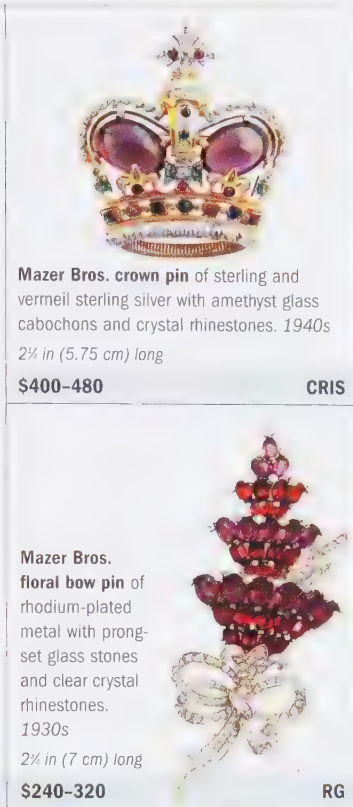 Mazer Bros. crown pin of sterling and
vermeil sterling silver with amethyst glass
cabochons and crystal rhinestones. 1940s
2¼ in (5.75 cm) long
$400–480 CRIS
Mazer Bros.
floral bow pin of
rhodium-plated
metal with prong-
set glass stones
and clear crystal
rhinestones.
1930s
2¾ in (7 cm) long
$240–320 RG